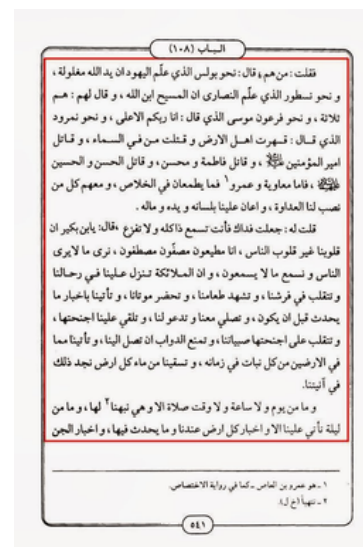 الباب (١٠٨)
فقلت : من هم ؟ قال : نحو بولس الذي علّم اليهود ان يد الله مغلولة ،
و نحو نسطور الذي علّم النصارى ان المسيح ابن الله ، و قال لهم : هم
ثلاثة ، و نحو فرعون موسى الذي قال : انا ربكم الاعلى ، و نحو نمرود
الذي قال : قهرت اهل الارض و قتلت من في السماء ، و قاتل
امير المؤمنين ﷺ ، و قاتل فاطمة و محسن ، و قاتل الحسن و الحسين
، فاما معاوية و عمرو١ فما يطمعان في الخلاص ، و معهم كل من
نصب لنا العداوة ، و اعان علينا بلسانه و يده و ماله .
قلت له : جعلت فداك فأنت تسمع ذا كله و لا تفزع ، قال: يابن بكير ان
قلوبنا غير قلوب الناس ، انا مطيعون مصفّون مصطفون ، نرى ما لا يرى
الناس و نسمع ما لا يسمعون ، و ان الملائكة تنزل علينا في رحالنا
و تتقلب في فرشنا ، و تشهد طعامنا ، و تحضر موتانا ، و تأتينا باخبار ما
يحدث قبل ان يكون ، و تصلي معنا و تدعو لنا ، و تلقي علينا اجنحتها ،
و تتقلب على اجنحتها صبياننا ، و تمنع الدواب ان تصل الينا ، و تأتينا مما
في الارضين من كل نبات في زمانه ، و تسقينا من ماء كل ارض نجد ذلك
في آنيتنا.
و ما من يوم و لا ساعة و لا وقت صلاة الا و هي تنبهنا٢ لها ، و ما من
ليلة تأتي علينا الا و اخبار كل ارض عندنا و ما يحدث فيها ، و اخبار الجن
١ - هو عمرو بن العاص ـ كما في رواية الاختصاص.
٢ - تتهيأ (خ ل).
٥٤١